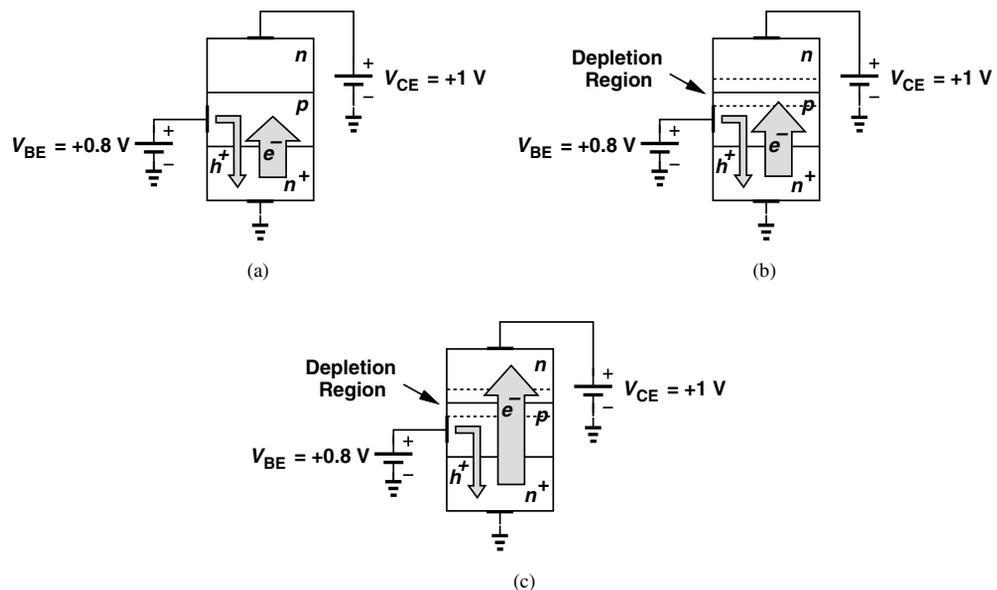 n
+
V_CE = +1 V
−
p
+
V_BE = +0.8 V
−
h+
e−
n+
(a)
Depletion
Region
n
+
V_CE = +1 V
−
p
+
V_BE = +0.8 V
−
h+
e−
n+
(b)
Depletion
Region
n
+
V_CE = +1 V
−
e−
p
+
V_BE = +0.8 V
−
h+
n+
(c)